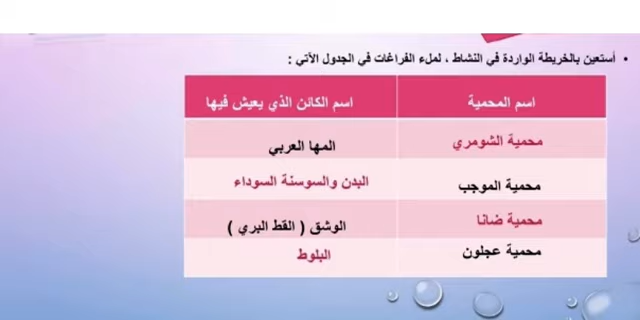 • أستعين بالخريطة الواردة في النشاط ، لملء الفراغات في الجدول الآتي :
اسم المحمية اسم الكائن الذي يعيش فيها
محمية الشومري المها العربي
محمية الموجب البدن والسوسنة السوداء
محمية ضانا الوشق ( القط البري )
محمية عجلون البلوط